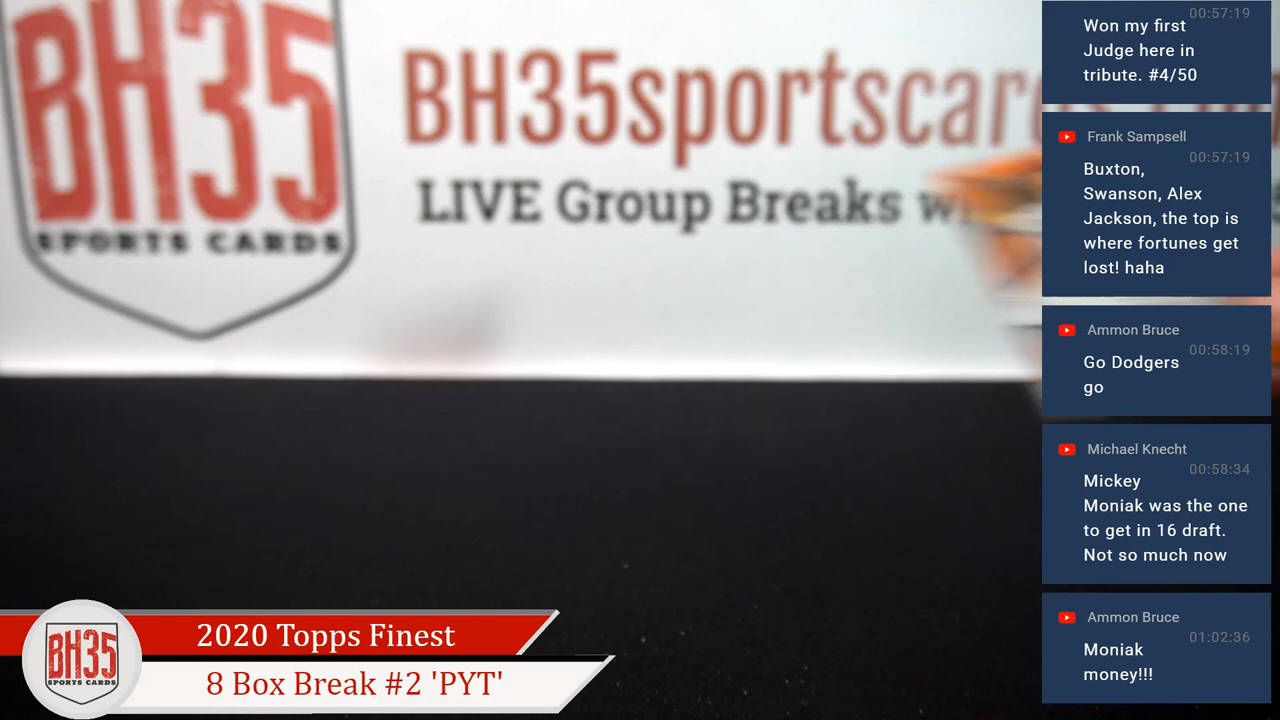 BH35
SPORTS CARDS
BH35sportscar
LIVE Group Breaks
00:57:19
Won my first
Judge here in
tribute. #4/50
Frank Sampsell
00:57:19
Buxton,
Swanson, Alex
Jackson, the top is
where fortunes get
lost! haha
Ammon Bruce
00:58:19
Go Dodgers
go
Michael Knecht
00:58:34
Mickey
Moniak was the one
to get in 16 draft.
Not so much now
Ammon Bruce
01:02:36
Moniak
money!!!
BH35
SPORTS CARDS
2020 Topps Finest
8 Box Break #2 'PYT'